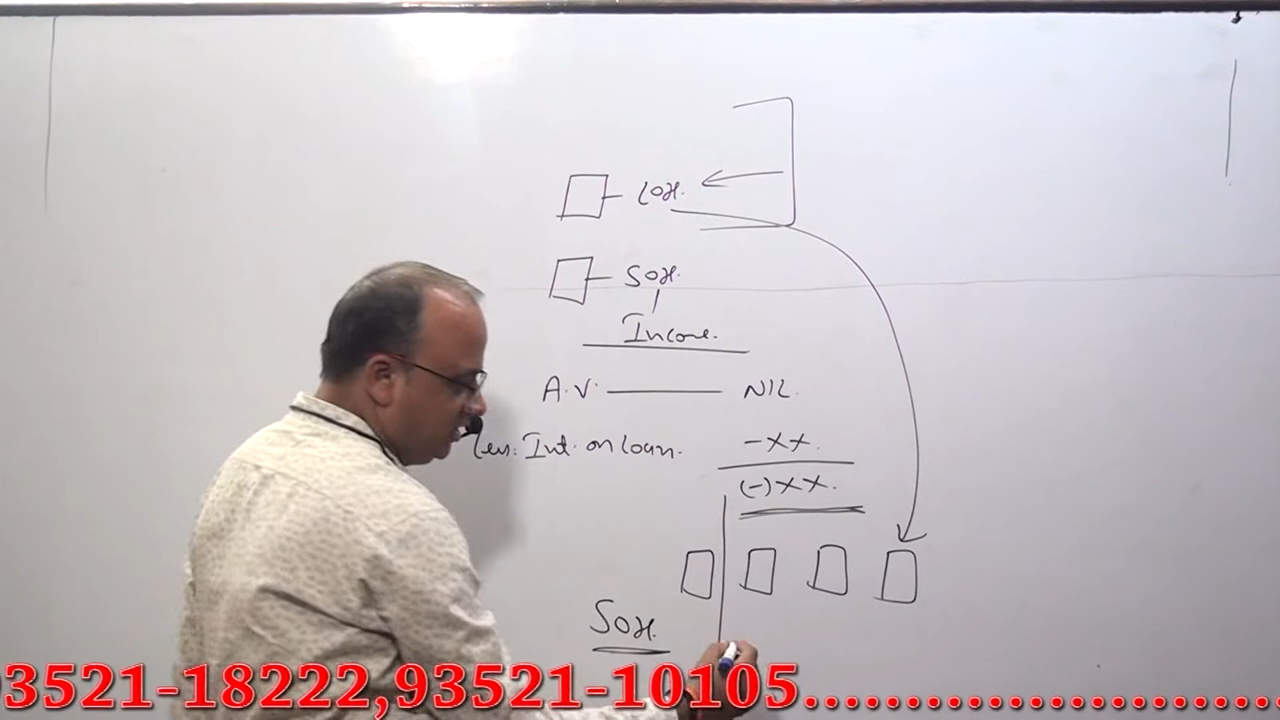 LOH.
SOH.
Income.
A.V. NIL.
Less: Int. on loan. -XX.
(-)XX.
SOH.
3521-18222,93521-10105........................